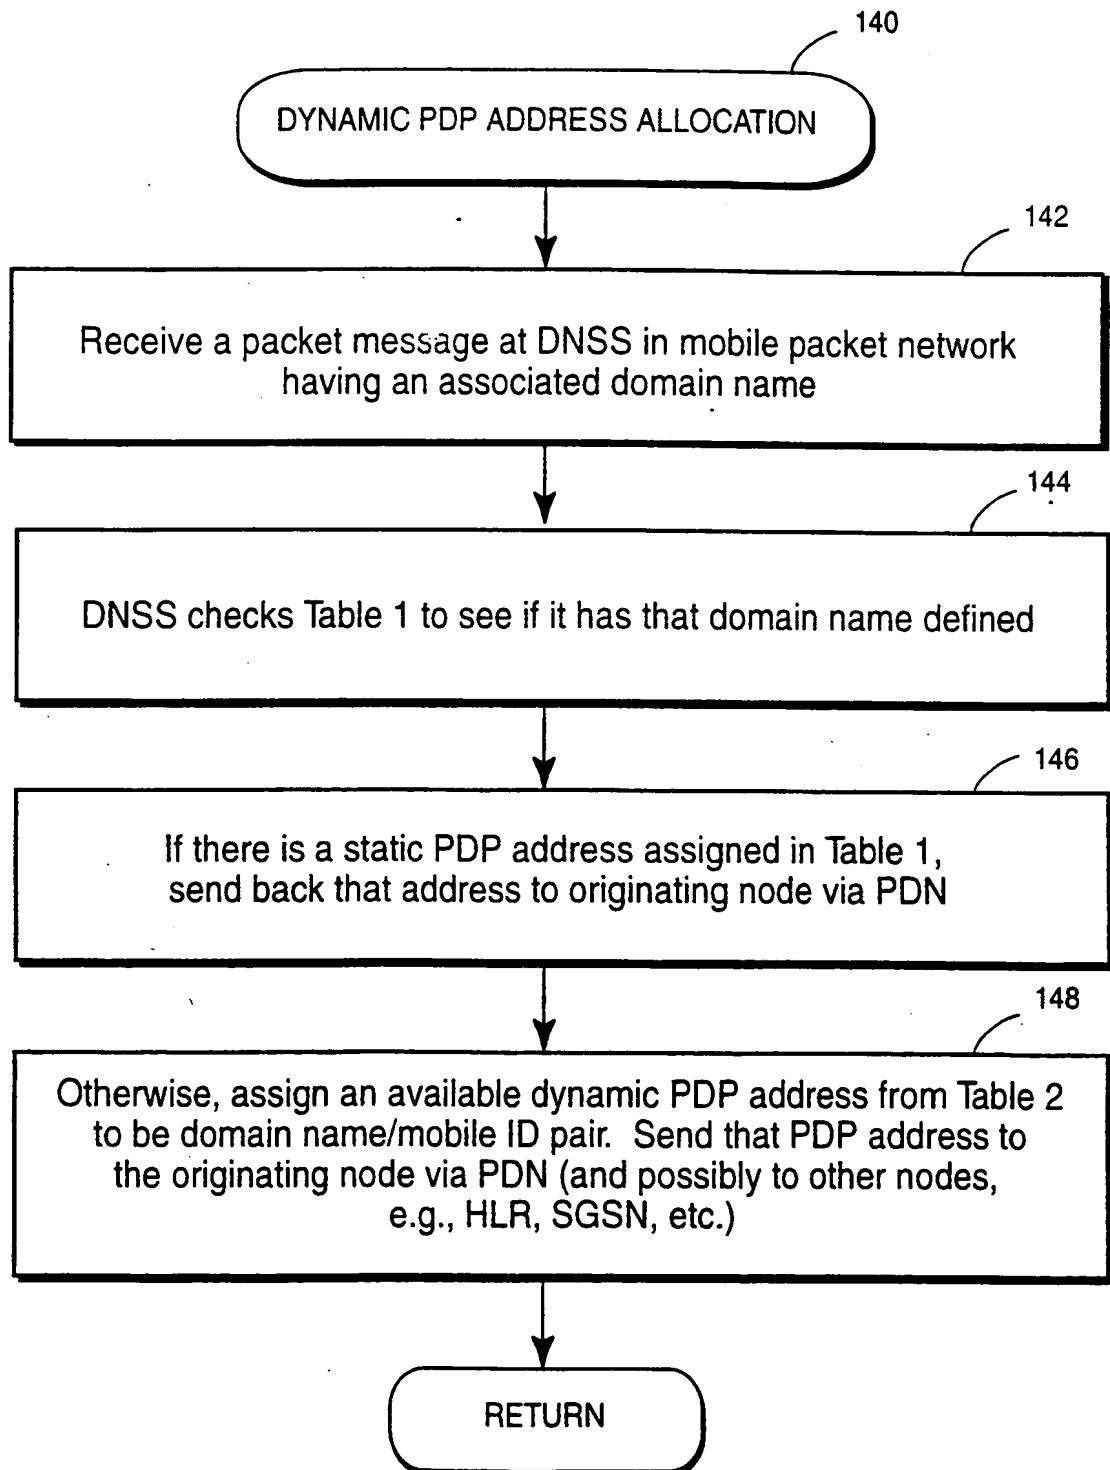 140
DYNAMIC PDP ADDRESS ALLOCATION
142
Receive a packet message at DNSS in mobile packet network
having an associated domain name
144
DNSS checks Table 1 to see if it has that domain name defined
146
If there is a static PDP address assigned in Table 1,
send back that address to originating node via PDN
148
Otherwise, assign an available dynamic PDP address from Table 2
to be domain name/mobile ID pair. Send that PDP address to
the originating node via PDN (and possibly to other nodes,
e.g., HLR, SGSN, etc.)
RETURN